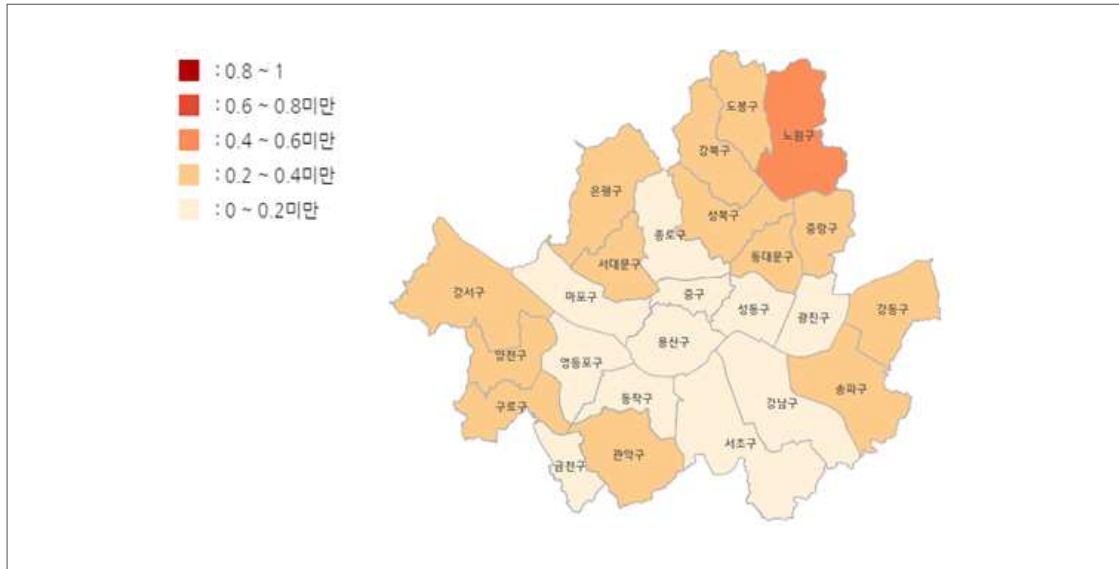 : 0.8 ~ 1
: 0.6 ~ 0.8미만
: 0.4 ~ 0.6미만
: 0.2 ~ 0.4미만
: 0 ~ 0.2미만
도봉구
노원구
강북구
은평구
성북구
중랑구
종로구
동대문구
서대문구
강서구
마포구
중구
성동구
광진구
강동구
용산구
양천구
영등포구
송파구
동작구
강남구
구로구
서초구
관악구
금천구